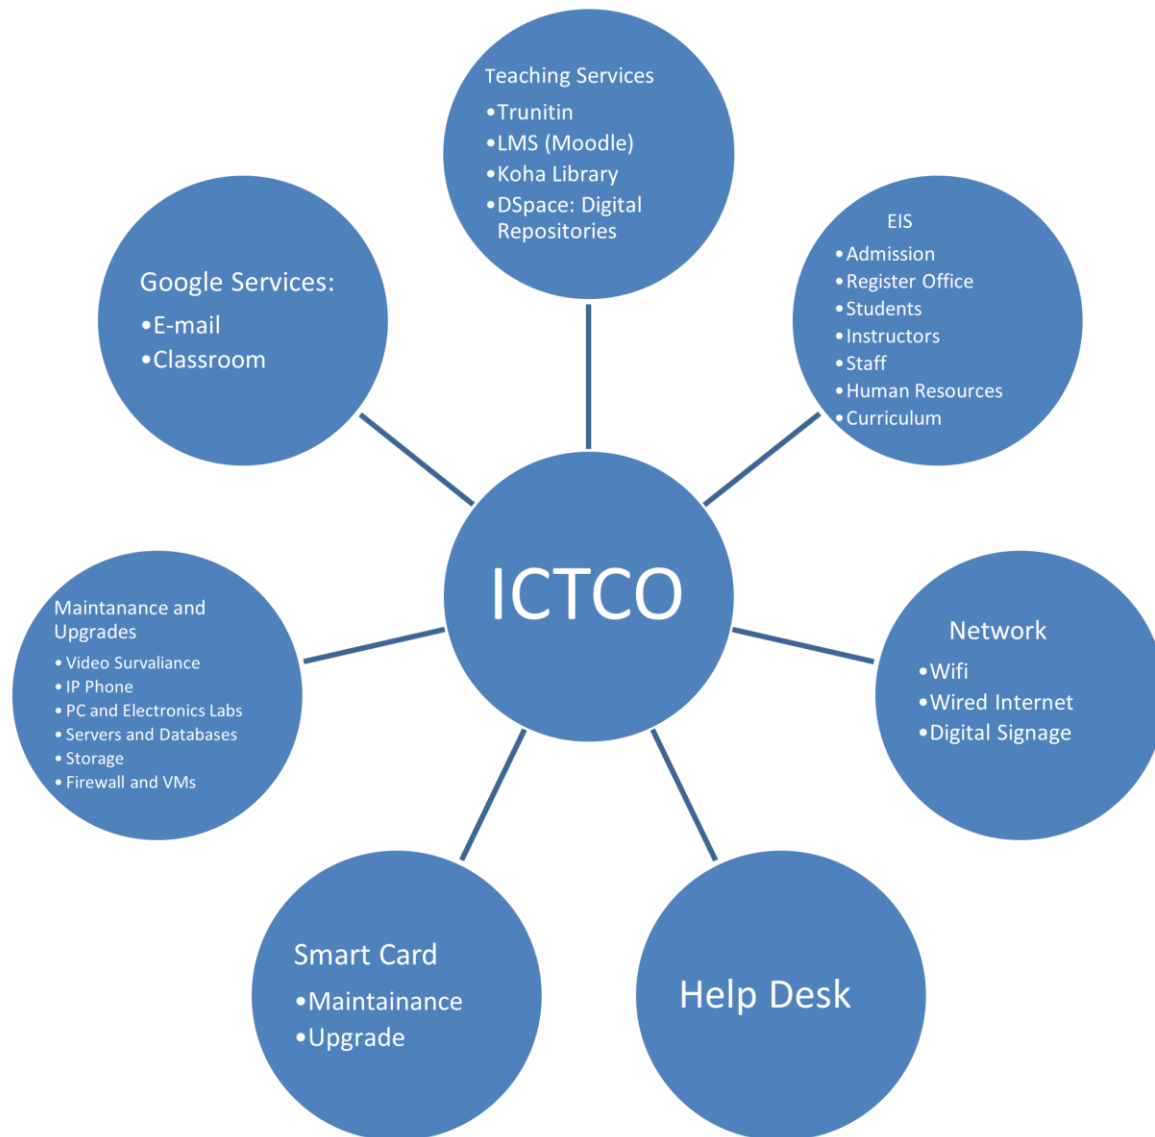 Teaching Services
•Trunitin
•LMS (Moodle)
•Koha Library
•DSpace: Digital
Repositories
EIS
•Admission
•Register Office
•Students
•Instructors
•Staff
•Human Resources
•Curriculum
Google Services:
•E-mail
•Classroom
ICTCO
Maintanance and
Upgrades
•Video Survaliance
•IP Phone
•PC and Electronics Labs
•Servers and Databases
•Storage
•Firewall and VMs
Network
•Wifi
•Wired Internet
•Digital Signage
Smart Card
•Maintainance
•Upgrade
Help Desk